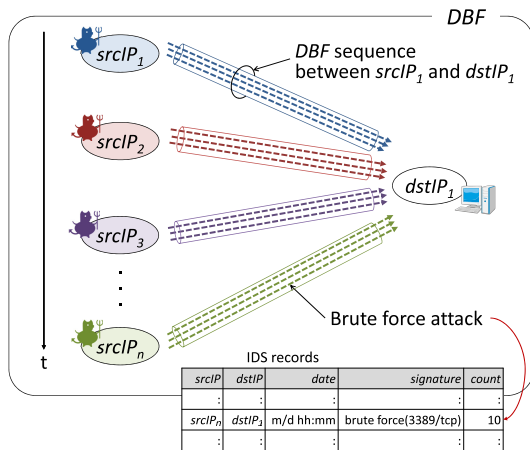 DBF
srcIP1
DBF sequence
between srcIP1 and dstIP1
srcIP2
dstIP1
srcIP3
srcIPn
Brute force attack
t
IDS records
srcIP dstIP date signature count
: : : : :
srcIPn dstIP1 m/d hh:mm brute force(3389/tcp) 10
: : : : :